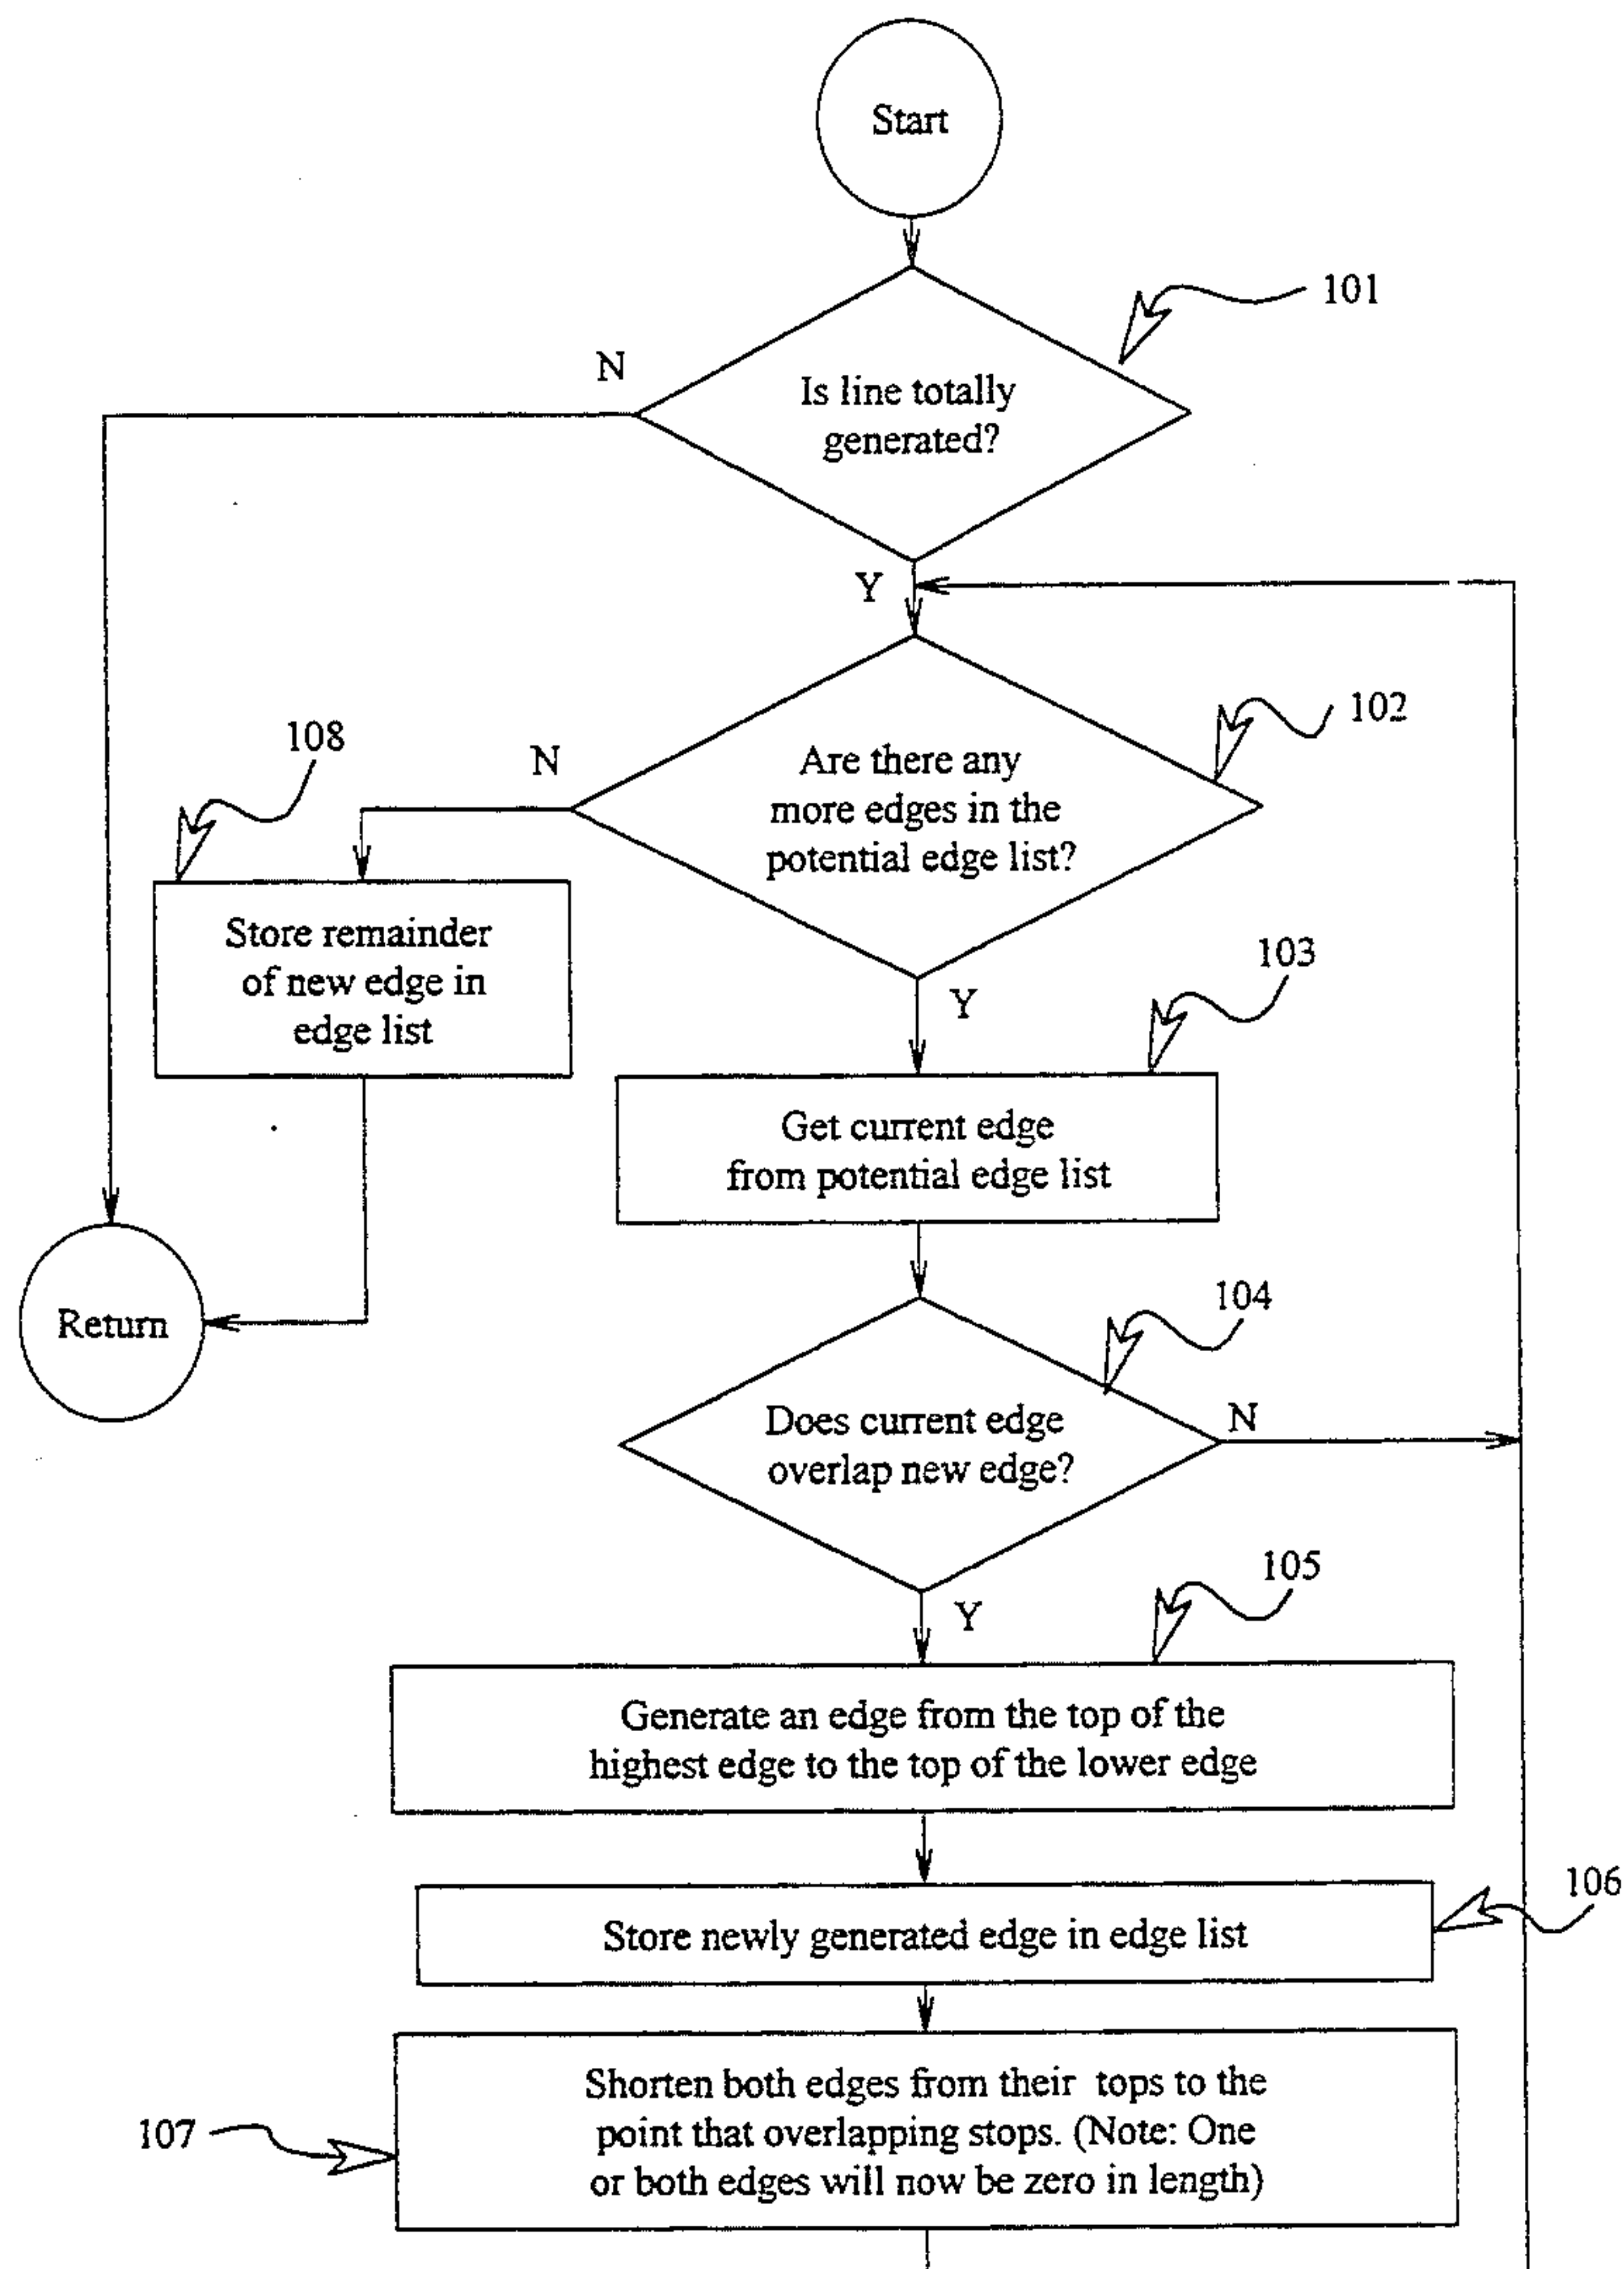 Start
101
N
Is line totally
generated?
Y
102
108
N
Are there any
more edges in the
potential edge list?
Store remainder
of new edge in
edge list
103
Y
Get current edge
from potential edge list
104
Return
Does current edge
overlap new edge?
N
105
Y
Generate an edge from the top of the
highest edge to the top of the lower edge
106
Store newly generated edge in edge list
107
Shorten both edges from their tops to the
point that overlapping stops. (Note: One
or both edges will now be zero in length)